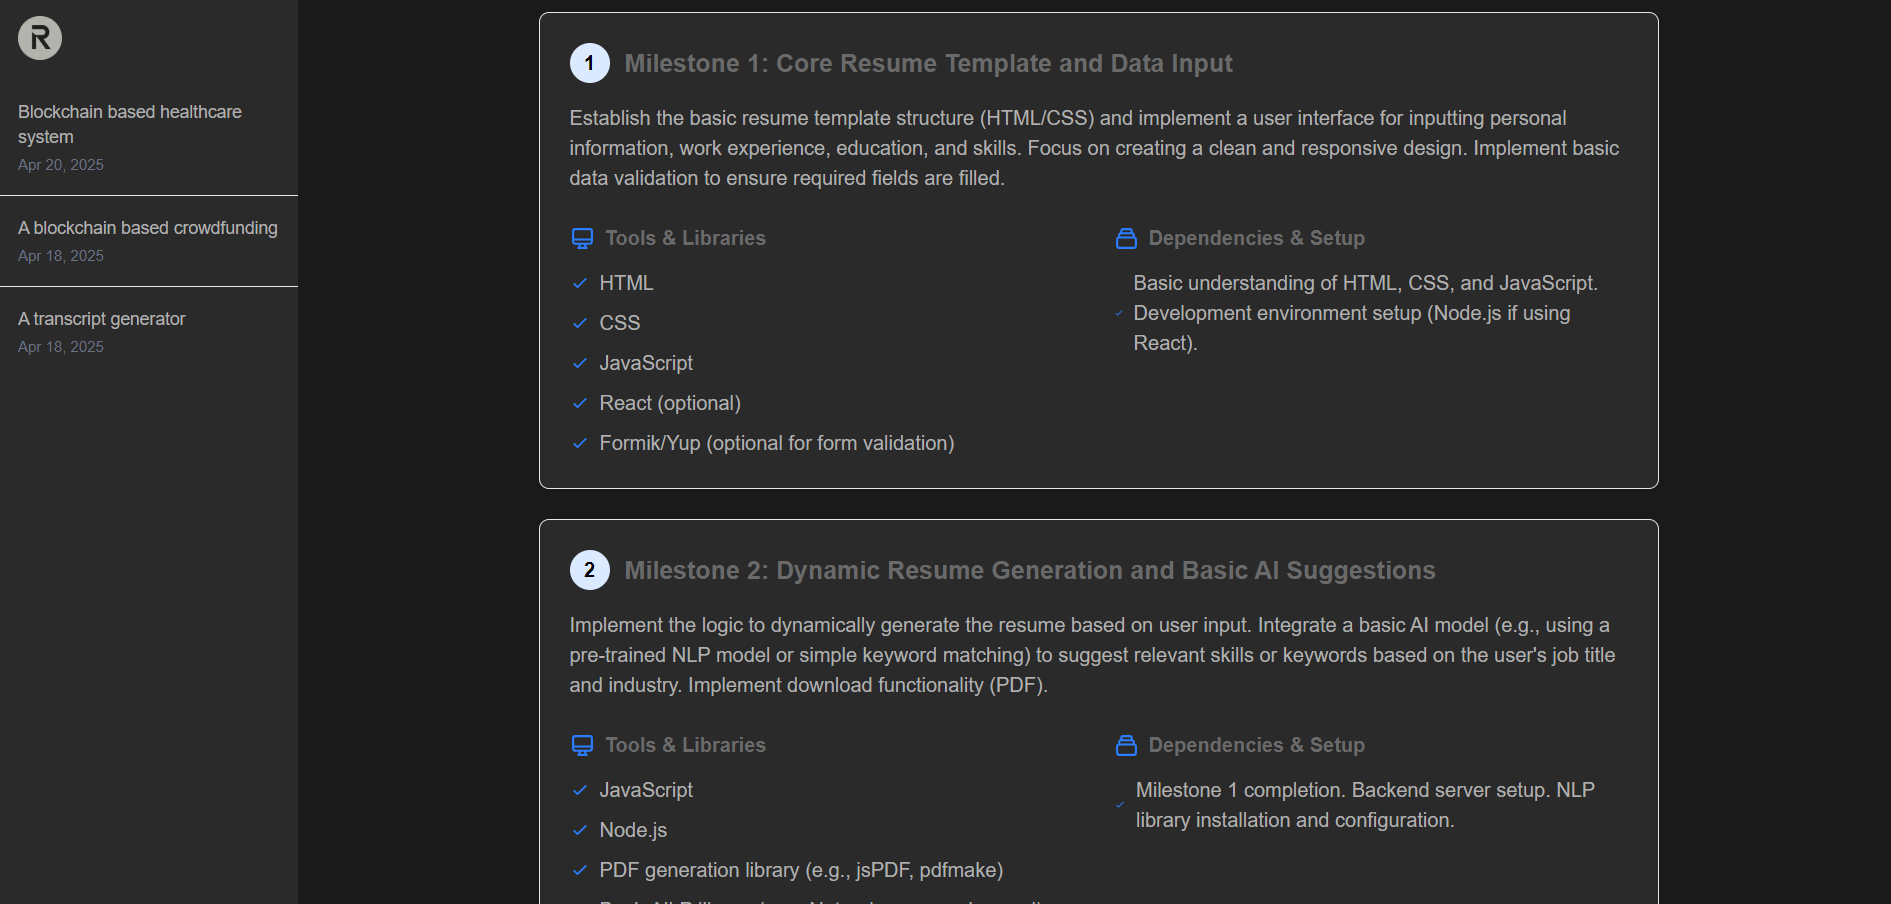 R
Blockchain based healthcare
system
Apr 20, 2025
A blockchain based crowdfunding
Apr 18, 2025
A transcript generator
Apr 18, 2025
1 Milestone 1: Core Resume Template and Data Input
Establish the basic resume template structure (HTML/CSS) and implement a user interface for inputting personal
information, work experience, education, and skills. Focus on creating a clean and responsive design. Implement basic
data validation to ensure required fields are filled.
Tools & Libraries
HTML
CSS
JavaScript
React (optional)
Formik/Yup (optional for form validation)
Dependencies & Setup
Basic understanding of HTML, CSS, and JavaScript.
Development environment setup (Node.js if using
React).
2 Milestone 2: Dynamic Resume Generation and Basic AI Suggestions
Implement the logic to dynamically generate the resume based on user input. Integrate a basic AI model (e.g., using a
pre-trained NLP model or simple keyword matching) to suggest relevant skills or keywords based on the user's job title
and industry. Implement download functionality (PDF).
Tools & Libraries
JavaScript
Node.js
PDF generation library (e.g., jsPDF, pdfmake)
Dependencies & Setup
Milestone 1 completion. Backend server setup. NLP
library installation and configuration.